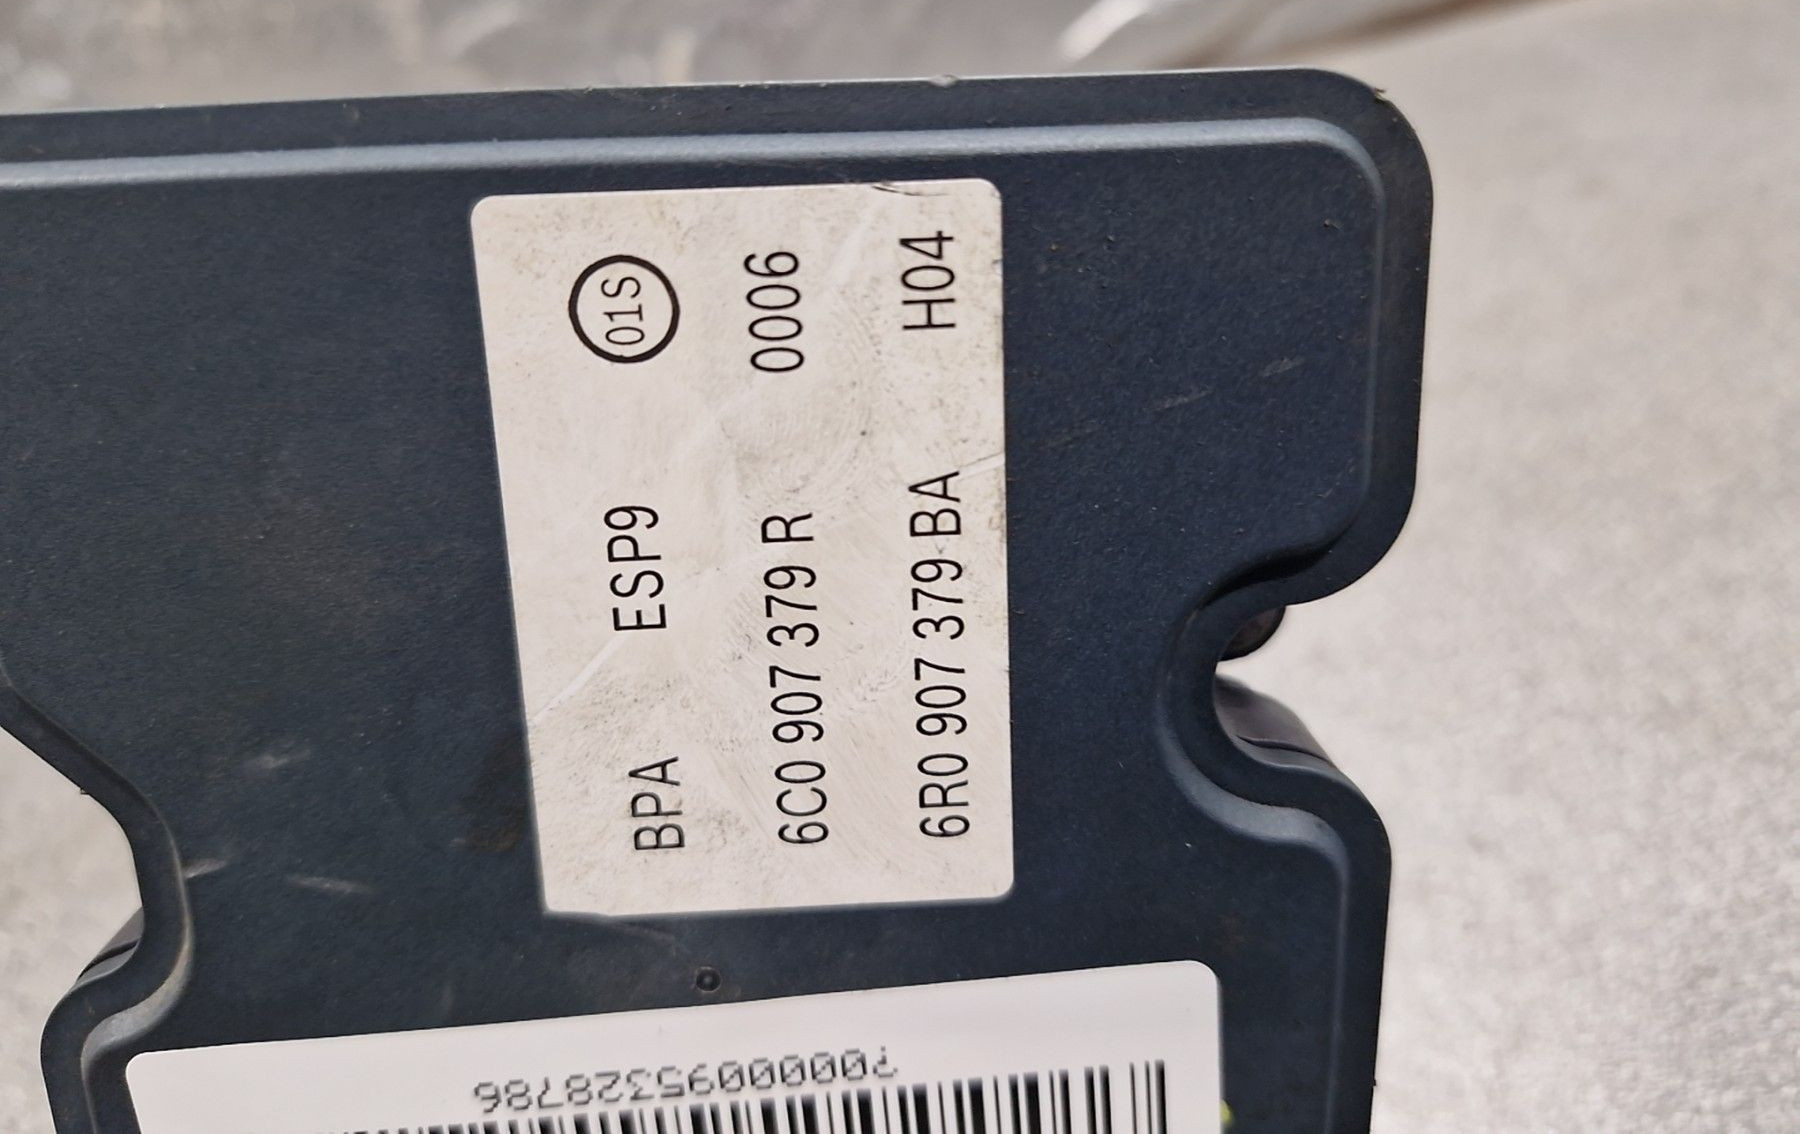 BPA ESP9 01S
6C0 907 379 R 0006
6R0 907 379 BA H04
7000095328786